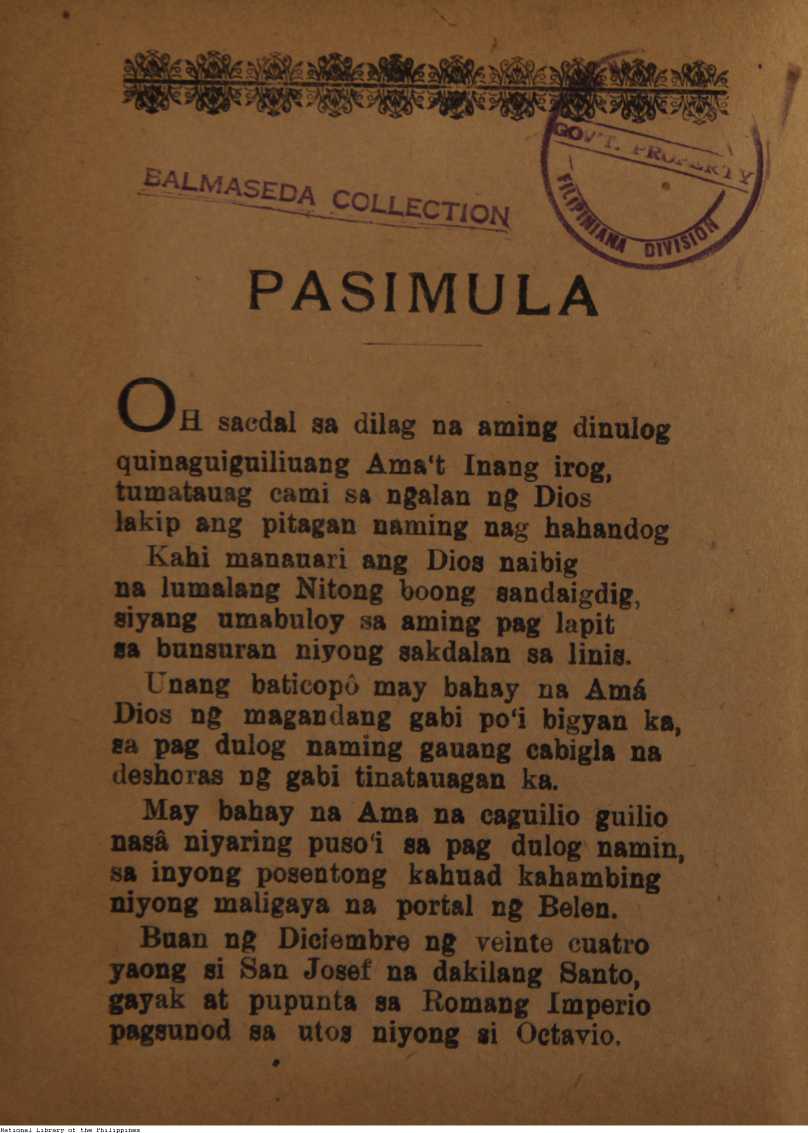 BALMASEDA COLLECTION
GOV'T. PROPERTY
FILIPINIANA DIVISION
PASIMULA
OH sacdal sa dilag na aming dinulog
quinaguiguiliuang Ama‘t Inang irog,
tumatauag cami sa ngalan ng Dios
lakip ang pitagan naming nag hahandog
Kahi manauari ang Dios naibig
na lumalang Nitong boong sandaigdig,
siyang umabuloy sa aming pag lapit
sa bunsuran niyong sakdalan sa linis.
Unang baticopô may bahay na Amá
Dios ng magandang gabi po‘i bigyan ka,
sa pag dulog naming gauang cabigla na
deshoras ng gabi tinatauagan ka.
May bahay na Ama na caguilio guilio
nasâ niyaring puso‘i sa pag dulog namin,
sa inyong posentong kahuad kahambing
niyong maligaya na portal ng Belen.
Buan ng Diciembre ng veinte cuatro
yaong si San Josef na dakilang Santo,
gayak at pupunta sa Romang Imperio
pagsunod sa utos niyong si Octavio.
National Library of the Philippines